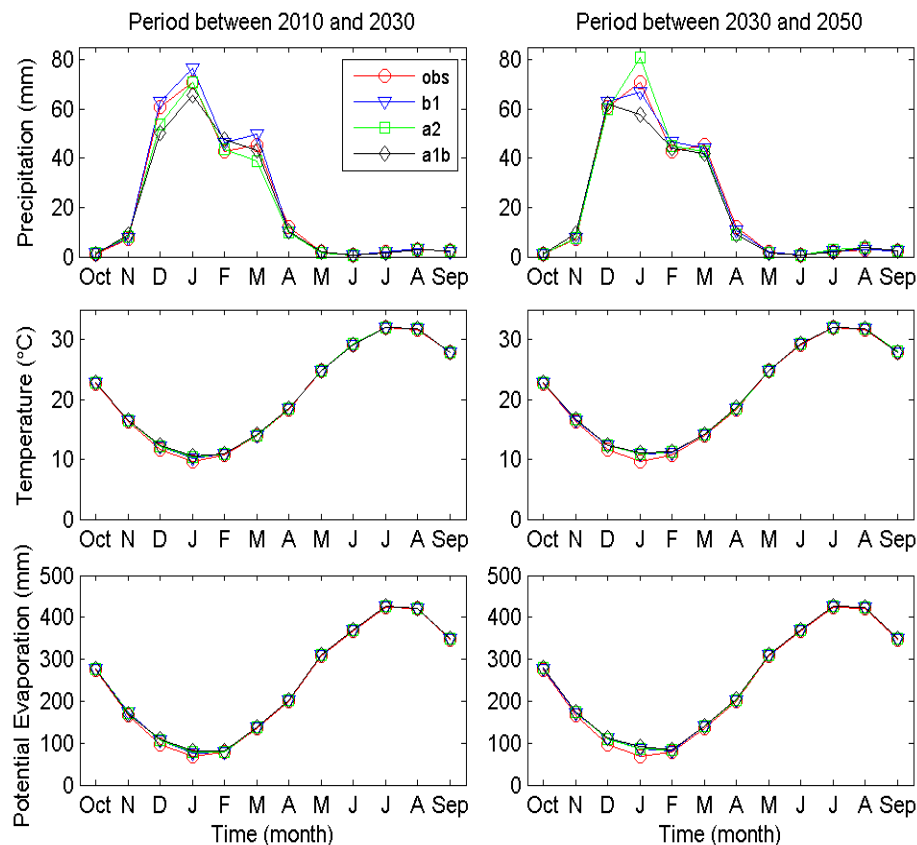 Period between 2010 and 2030
Period between 2030 and 2050
Precipitation (mm)
80
60
40
20
0
obs
b1
a2
a1b
Oct N D J F M A M J J A Sep
80
60
40
20
0
Oct N D J F M A M J J A Sep
Temperature (°C)
30
20
10
0
Oct N D J F M A M J J A Sep
30
20
10
0
Oct N D J F M A M J J A Sep
Potential Evaporation (mm)
500
400
300
200
100
0
Oct N D J F M A M J J A Sep
Time (month)
500
400
300
200
100
0
Oct N D J F M A M J J A Sep
Time (month)